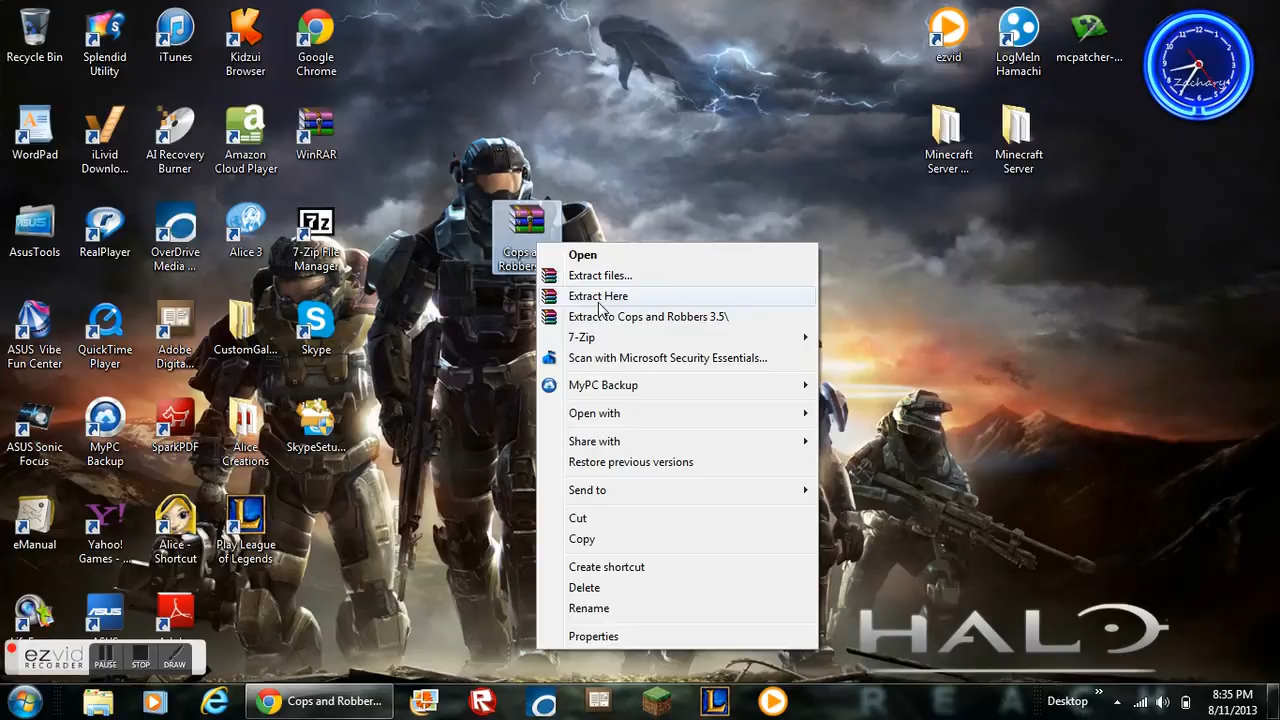 Recycle Bin
Splendid
Utility
iTunes
Kidzui
Browser
Google
Chrome
ezvid
LogMeIn
Hamachi
mcpatcher-...
12
Zachary
WordPad
iLivid
Downlo...
AI Recovery
Burner
Amazon
Cloud Player
WinRAR
Minecraft
Server ...
Minecraft
Server
AsusTools
RealPlayer
OverDrive
Media ...
Alice 3
7-Zip File
Manager
ASUS Vibe
Fun Center
QuickTime
Player
Adobe
Digita...
CustomGal...
Skype
ASUS Sonic
Focus
MyPC
Backup
SparkPDF
Alice
Creations
SkypeSetu...
eManual
Yahoo!
Games - ...
Alice -
Shortcut
Play League
of Legends
Open
Extract files...
Extract Here
Extract to Cops and Robbers 3.5\
7-Zip
Scan with Microsoft Security Essentials...
MyPC Backup
Open with
Share with
Restore previous versions
Send to
Cut
Copy
Create shortcut
Delete
Rename
Properties
HALO
ezvid
RECORDER
PAUSE
STOP
DRAW
Cops and Robber...
Desktop
8:35 PM
8/11/2013